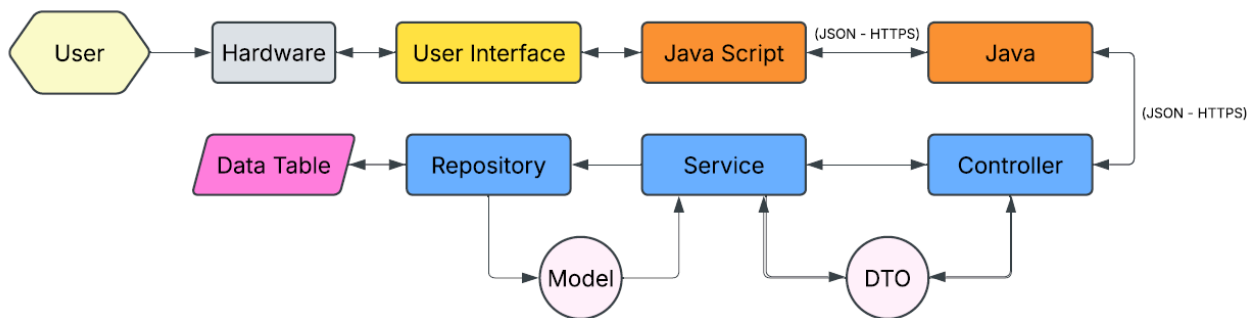 User
Hardware
User Interface
Java Script
(JSON - HTTPS)
Java
(JSON - HTTPS)
Data Table
Repository
Service
Controller
Model
DTO